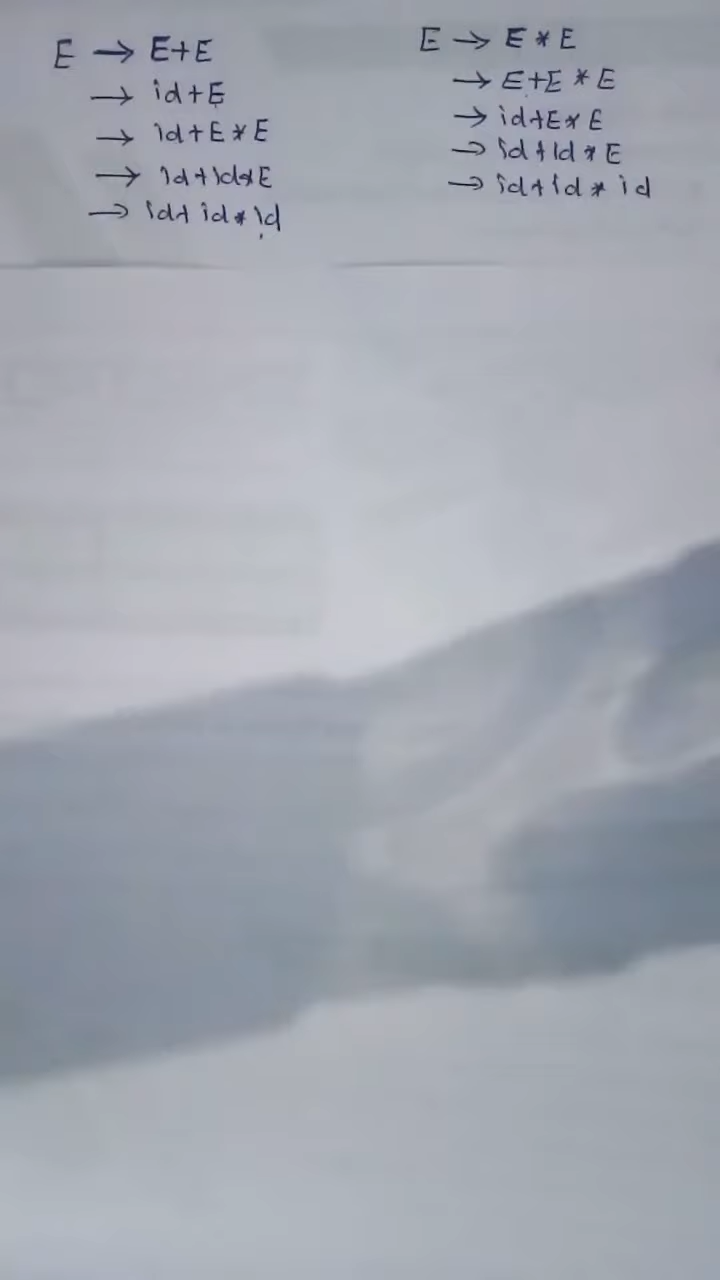 E → E+E
→ id+E
→ id+E*E
→ id+id*E
→ id+id*id
E → E*E
→ E+E*E
→ id+E*E
→ id+id*E
→ id+id*id